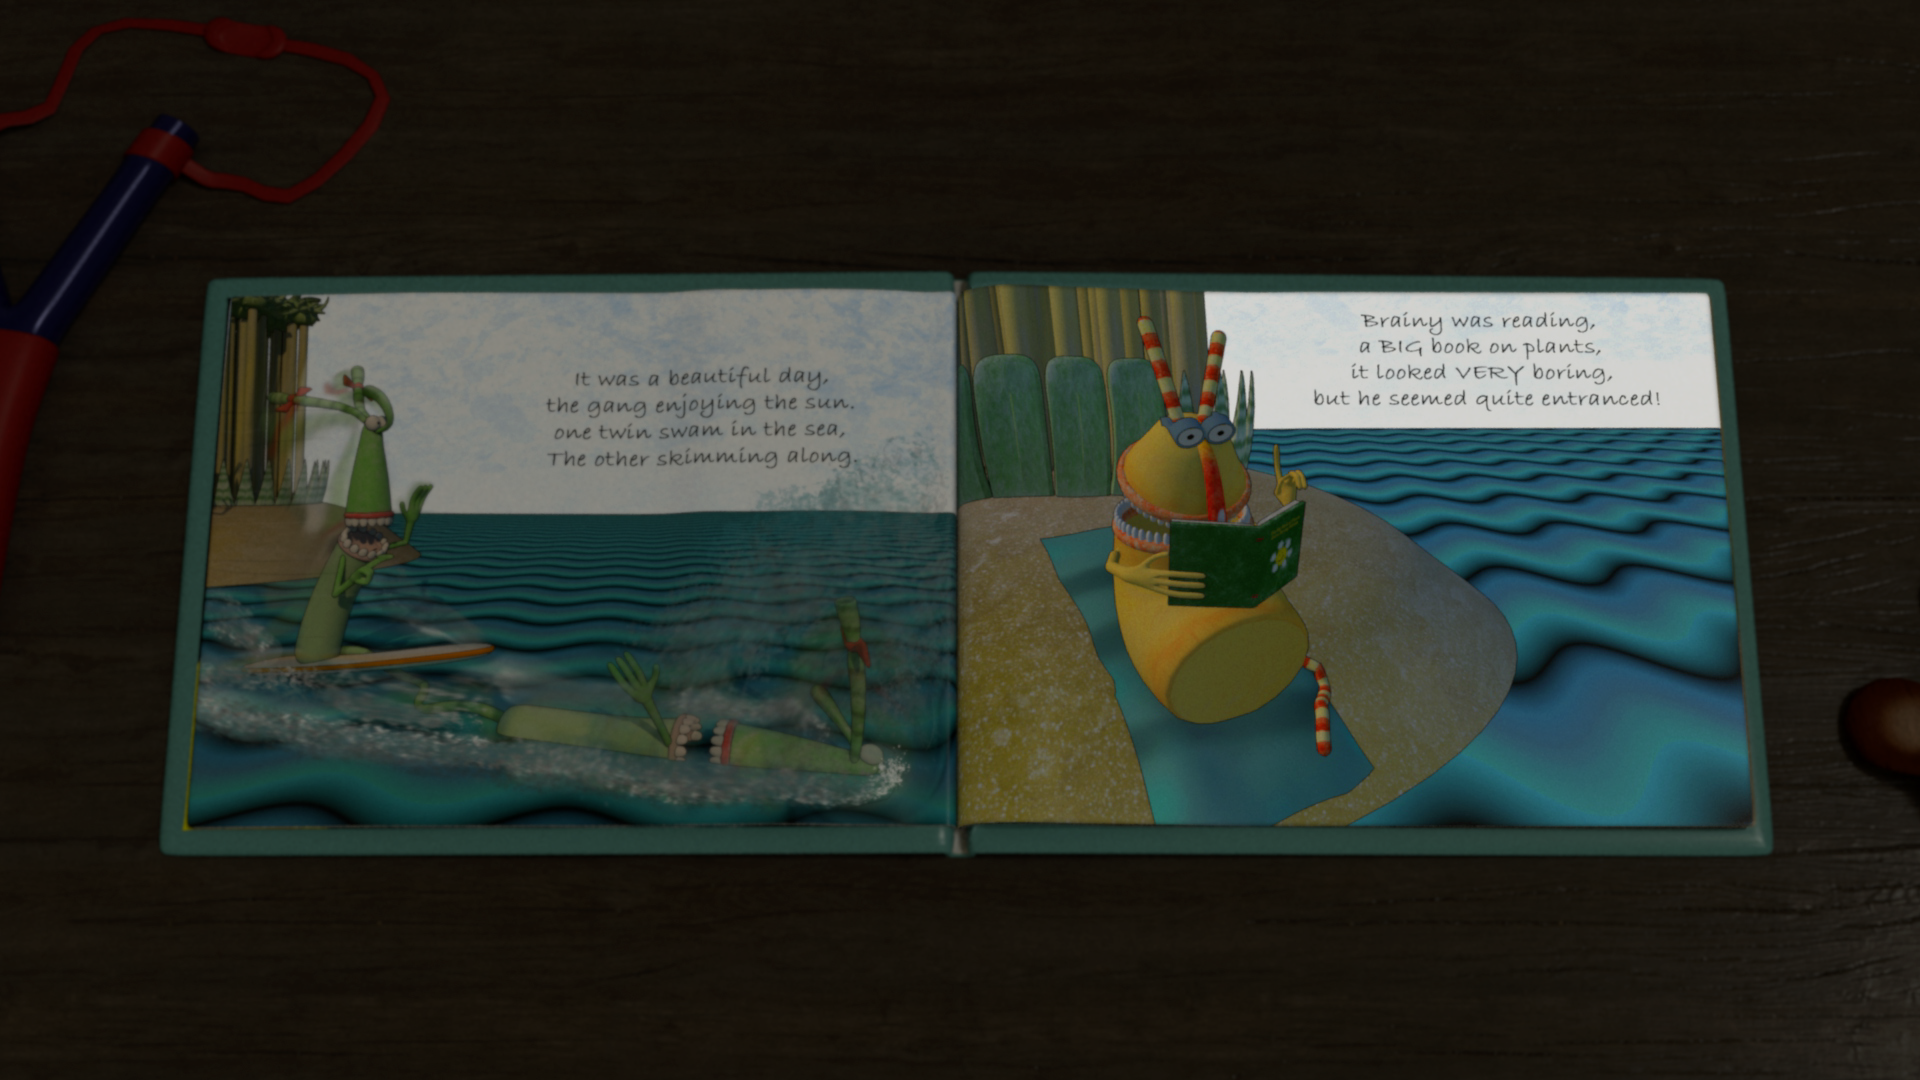 It was a beautiful day,
the gang enjoying the sun.
one twin swam in the sea,
The other skimming along.
Brainy was reading,
a BIG book on plants,
it looked VERY boring,
but he seemed quite entranced!